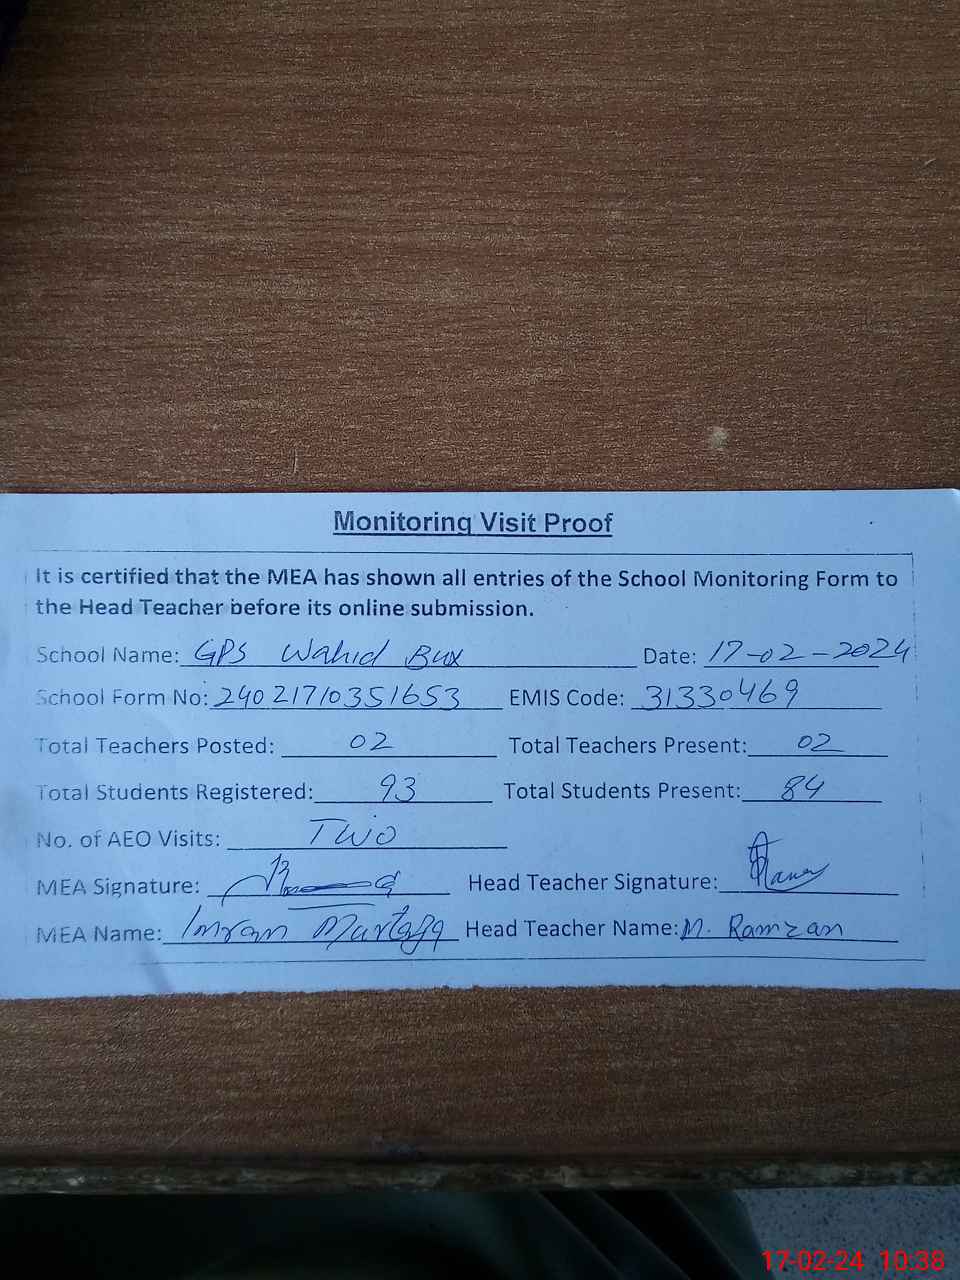 Monitoring Visit Proof
It is certified that the MEA has shown all entries of the School Monitoring Form to
the Head Teacher before its online submission.
School Name: GPS Wahid Bux Date: 17-02-2024
School Form No: 24021710351653 EMIS Code: 31330469
Total Teachers Posted: 02 Total Teachers Present: 02
Total Students Registered: 93 Total Students Present: 84
No. of AEO Visits: TWO
MEA Signature: Head Teacher Signature:
MEA Name: Imran Murtaza Head Teacher Name: M. Ramzan
17-02-24 10:38